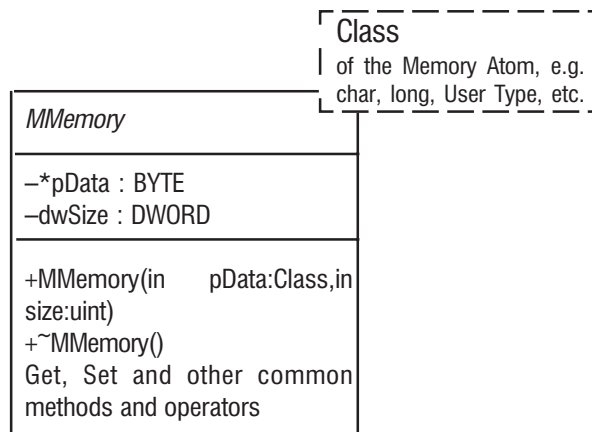 Class
of the Memory Atom, e.g.
char, long, User Type, etc.
MMemory
–*pData : BYTE
–dwSize : DWORD
+MMemory(in pData:Class,in
size:uint)
+~MMemory()
Get, Set and other common
methods and operators